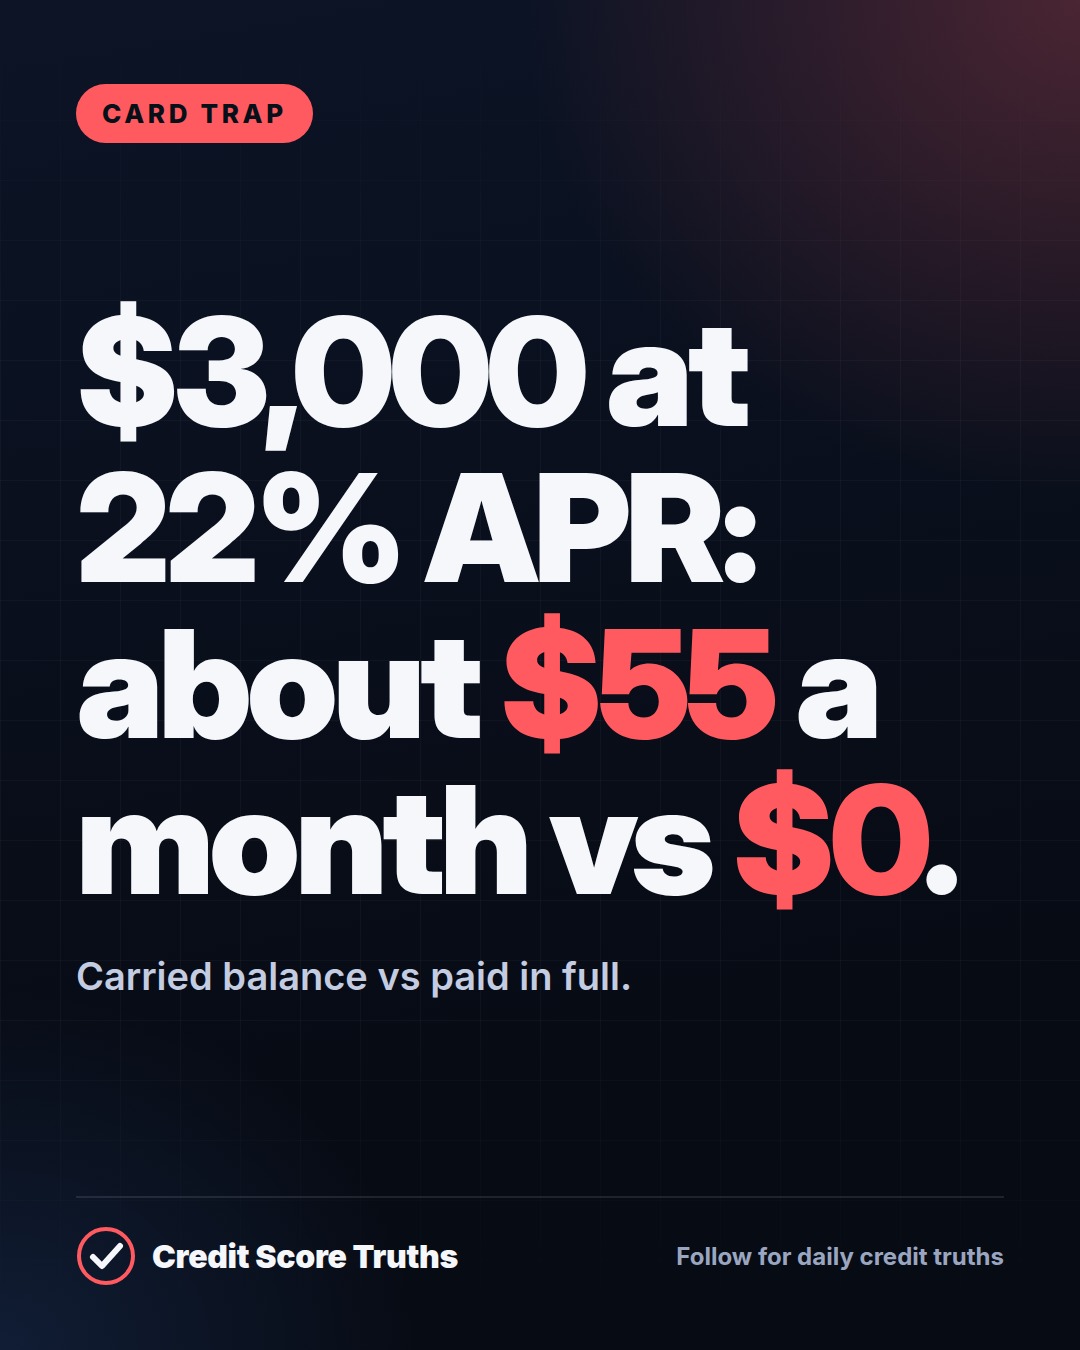 CARD TRAP
$3,000 at
22% APR:
about $55 a
month vs $0.
Carried balance vs paid in full.
Credit Score Truths
Follow for daily credit truths